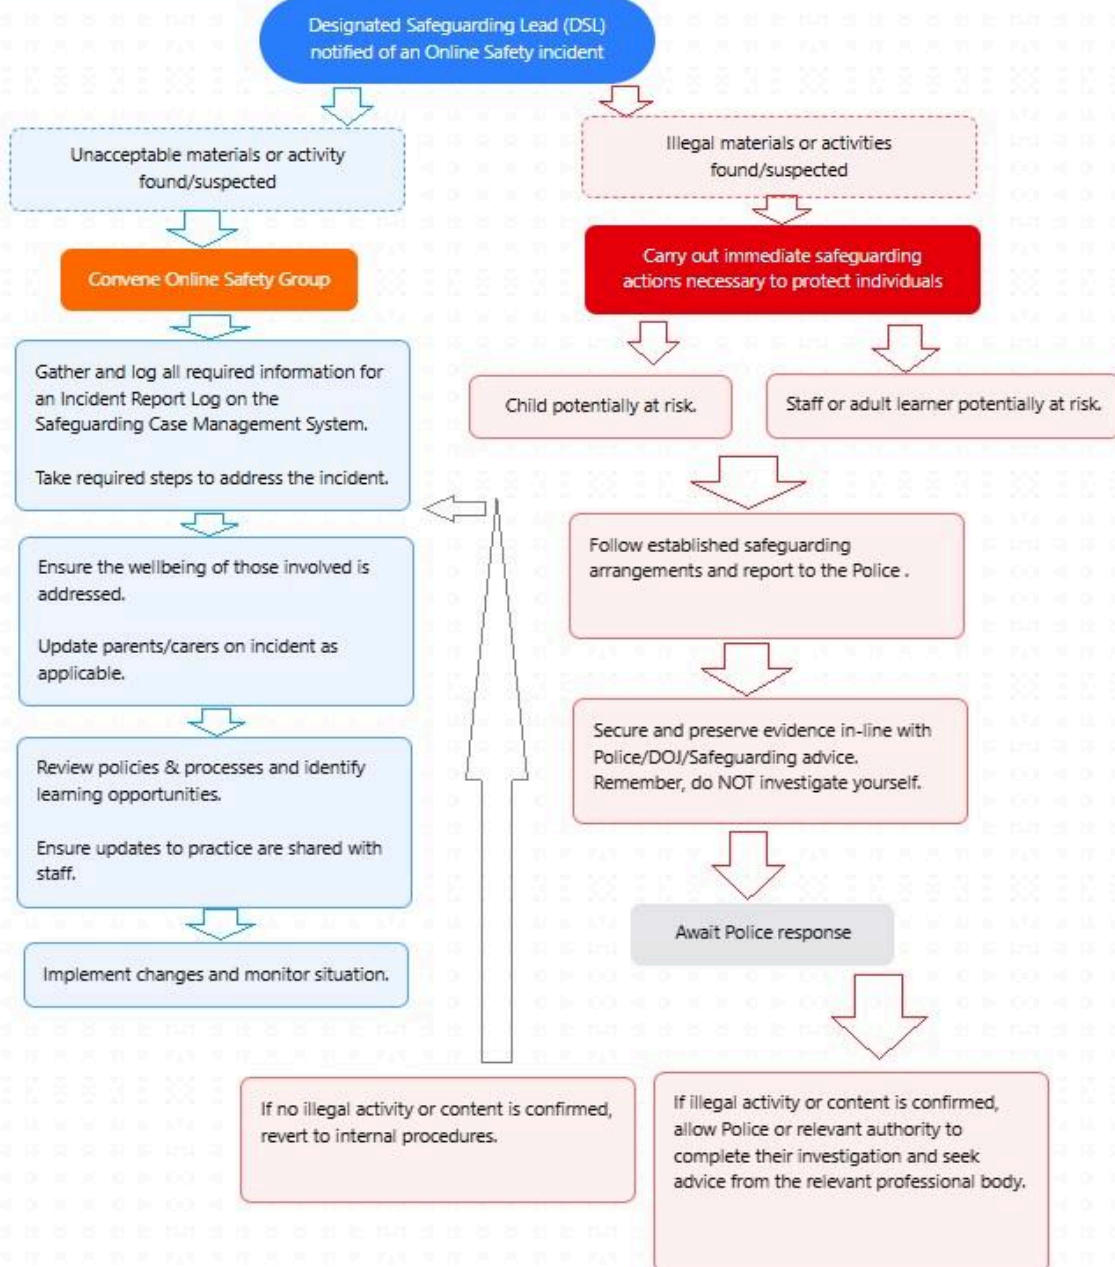 Designated Safeguarding Lead (DSL)
notified of an Online Safety incident
Unacceptable materials or activity
found/suspected
Illegal materials or activities
found/suspected
Convene Online Safety Group
Carry out immediate safeguarding
actions necessary to protect individuals
Gather and log all required information for
an Incident Report Log on the
Safeguarding Case Management System.
Take required steps to address the incident.
Child potentially at risk.
Staff or adult learner potentially at risk.
Ensure the wellbeing of those involved is
addressed.
Update parents/carers on incident as
applicable.
Follow established safeguarding
arrangements and report to the Police .
Review policies & processes and identify
learning opportunities.
Ensure updates to practice are shared with
staff.
Secure and preserve evidence in-line with
Police/DOJ/Safeguarding advice.
Remember, do NOT investigate yourself.
Implement changes and monitor situation.
Await Police response
If no illegal activity or content is confirmed,
revert to internal procedures.
If illegal activity or content is confirmed,
allow Police or relevant authority to
complete their investigation and seek
advice from the relevant professional body.